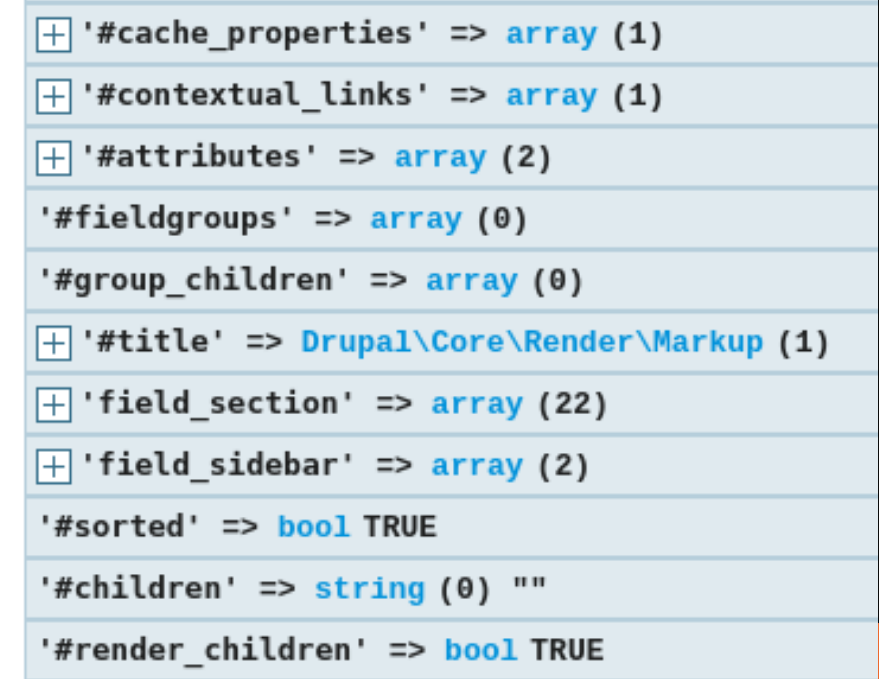 '#cache_properties' => array (1)
'#contextual_links' => array (1)
'#attributes' => array (2)
'#fieldgroups' => array (0)
'#group_children' => array (0)
'#title' => Drupal\Core\Render\Markup (1)
'field_section' => array (22)
'field_sidebar' => array (2)
'#sorted' => bool TRUE
'#children' => string (0) ""
'#render_children' => bool TRUE